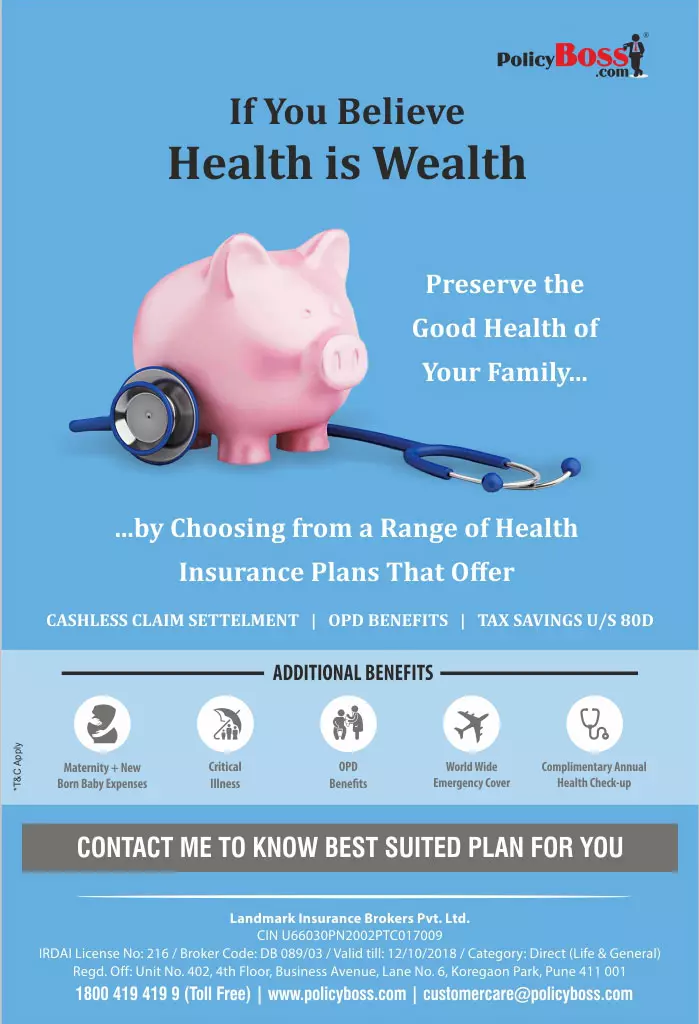 PolicyBoss
.com
®
If You Believe
Health is Wealth
Preserve the
Good Health of
Your Family...
...by Choosing from a Range of Health
Insurance Plans That Offer
CASHLESS CLAIM SETTELMENT | OPD BENEFITS | TAX SAVINGS U/S 80D
ADDITIONAL BENEFITS
Maternity + New
Born Baby Expenses
Critical
Illness
OPD
Benefits
World Wide
Emergency Cover
Complimentary Annual
Health Check-up
*T&C Apply
CONTACT ME TO KNOW BEST SUITED PLAN FOR YOU
Landmark Insurance Brokers Pvt. Ltd.
CIN U66030PN2002PTC017009
IRDAI License No: 216 / Broker Code: DB 089/03 / Valid till: 12/10/2018 / Category: Direct (Life & General)
Regd. Off: Unit No. 402, 4th Floor, Business Avenue, Lane No. 6, Koregaon Park, Pune 411 001
1800 419 419 9 (Toll Free) | www.policyboss.com | customercare@policyboss.com